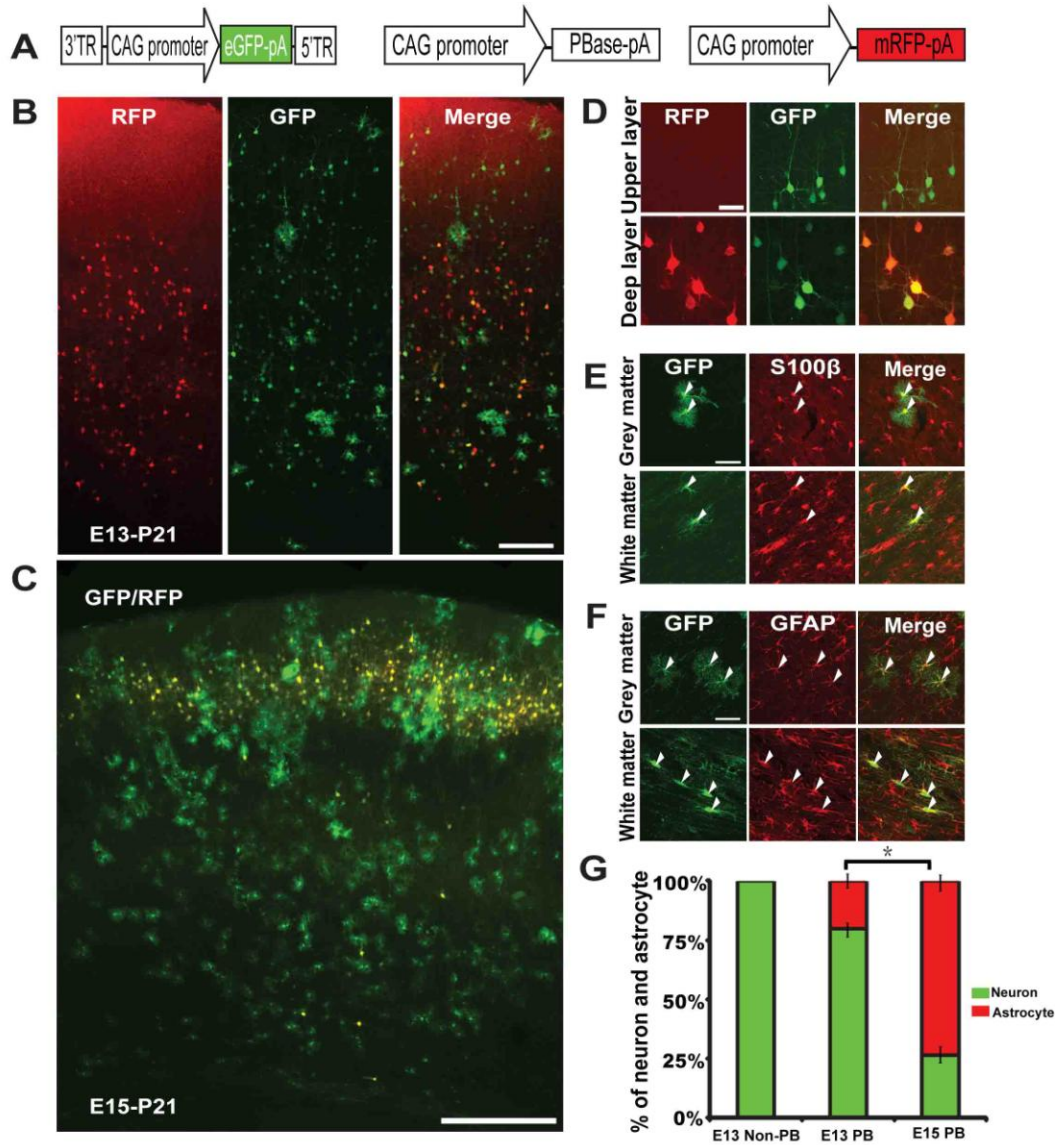 A
3'TR
CAG promoter
eGFP-pA
5'TR
CAG promoter
PBase-pA
CAG promoter
mRFP-pA
B
RFP
GFP
Merge
E13-P21
C
GFP/RFP
E15-P21
D
RFP
GFP
Merge
Upper layer
Deep layer
E
GFP
S100β
Merge
Grey matter
White matter
F
GFP
GFAP
Merge
Grey matter
White matter
G
*
% of neuron and astrocyte
100%
75%
50%
25%
0%
E13 Non-PB
E13 PB
E15 PB
Neuron
Astrocyte